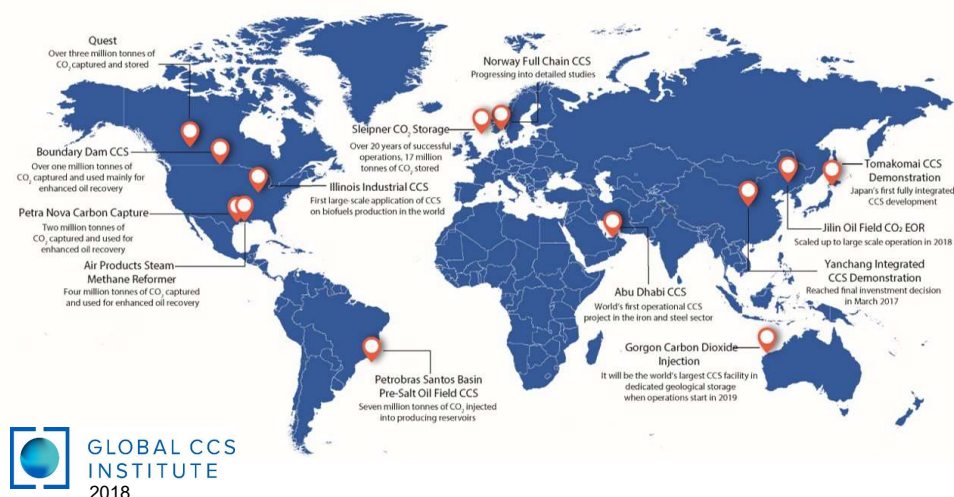 Quest
Over three million tonnes of
CO2 captured and stored
Boundary Dam CCS
Over one million tonnes of
CO2 captured and used mainly for
enhanced oil recovery
Petra Nova Carbon Capture
Two million tonnes of
CO2 captured and used for
enhanced oil recovery
Air Products Steam
Methane Reformer
Four million tonnes of CO2 captured
and used for enhanced oil recovery
Illinois Industrial CCS
First large-scale application of CCS
on biofuels production in the world
Petrobras Santos Basin
Pre-Salt Oil Field CCS
Seven million tonnes of CO2 injected
into producing reservoirs
Norway Full Chain CCS
Progressing into detailed studies
Sleipner CO2 Storage
Over 20 years of successful
operations, 17 million
tonnes of CO2 stored
Abu Dhabi CCS
World's first operational CCS
project in the iron and steel sector
Tomakomai CCS
Demonstration
Japan's first fully integrated
CCS development
Jilin Oil Field CO2 EOR
Scaled up to large scale operation in 2018
Yanchang Integrated
CCS Demonstration
Reached final invenstment decision
in March 2017
Gorgon Carbon Dioxide
Injection
It will be the world's largest CCS facility in
dedicated geological storage
when operations start in 2019
GLOBAL CCS
INSTITUTE
2018